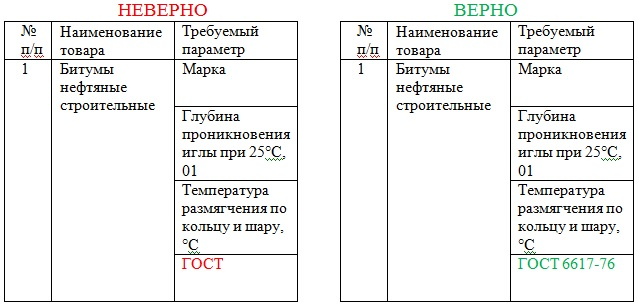 НЕВЕРНО
№ п/п
Наименование товара
Требуемый параметр
1
Битумы
нефтяные
строительные
Марка
Глубина
проникновения
иглы при 25°С,
01
Температура
размягчения по
кольцу и шару,
°С
ГОСТ
ВЕРНО
№ п/п
Наименование товара
Требуемый параметр
1
Битумы
нефтяные
строительные
Марка
Глубина
проникновения
иглы при 25°С,
01
Температура
размягчения по
кольцу и шару,
°С
ГОСТ 6617-76